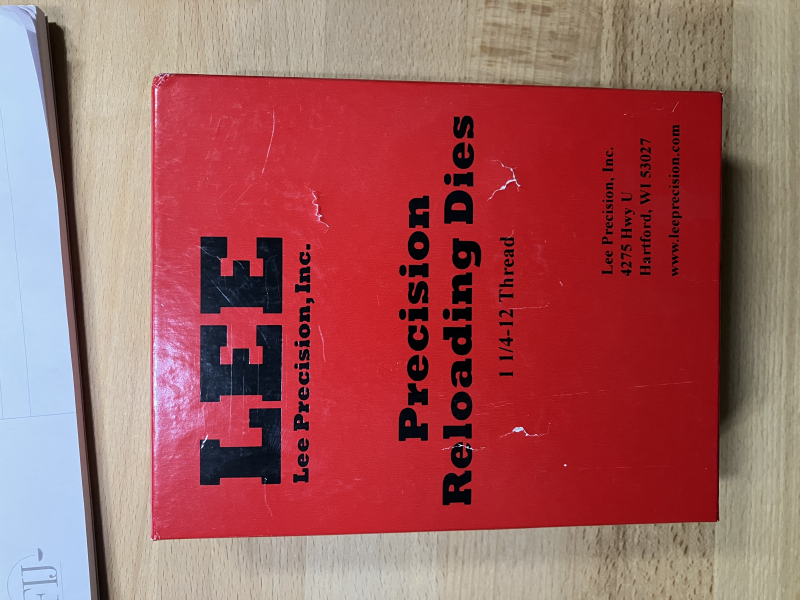 LEE
Lee Precision, Inc.
Precision
Reloading Dies
1 1/4-12 Thread
Lee Precision, Inc.
4275 Hwy U
Hartford, WI 53027
www.leeprecision.com